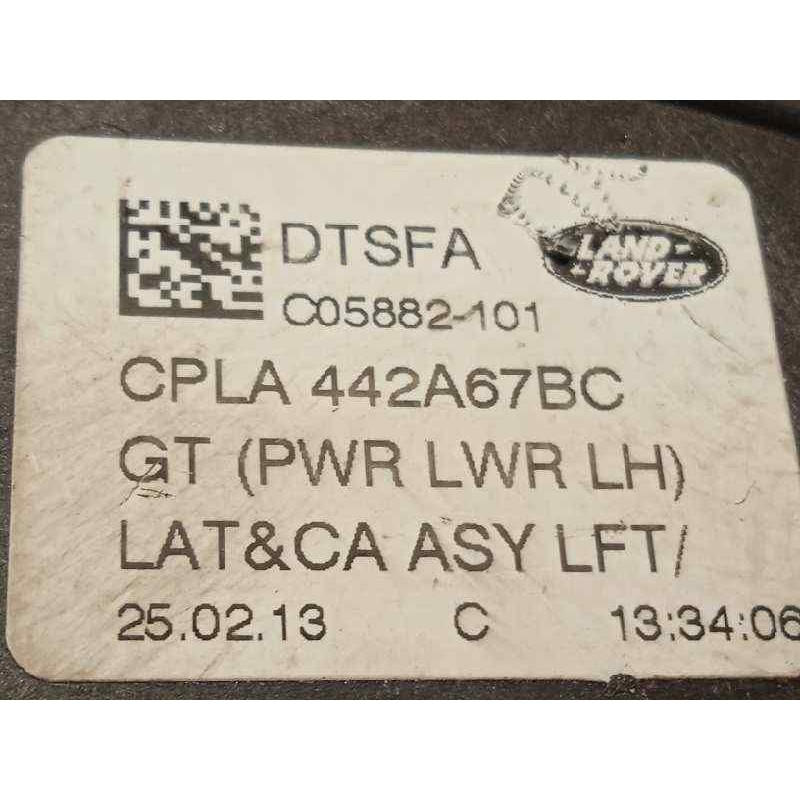 DTSFA
LAND-
-ROVER
C05882-101
CPLA 442A67BC
GT (PWR LWR LH)
LAT&CA ASY LFT/
25.02.13 C 13:34:06